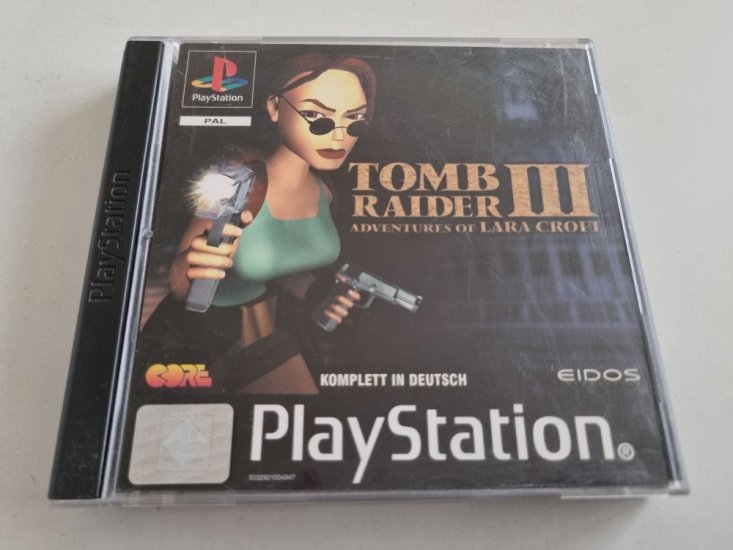 PlayStation
PlayStation
PAL
TOMB
RAIDER III
ADVENTURES OF LARA CROFT
CORE
KOMPLETT IN DEUTSCH
EIDOS
PlayStation®